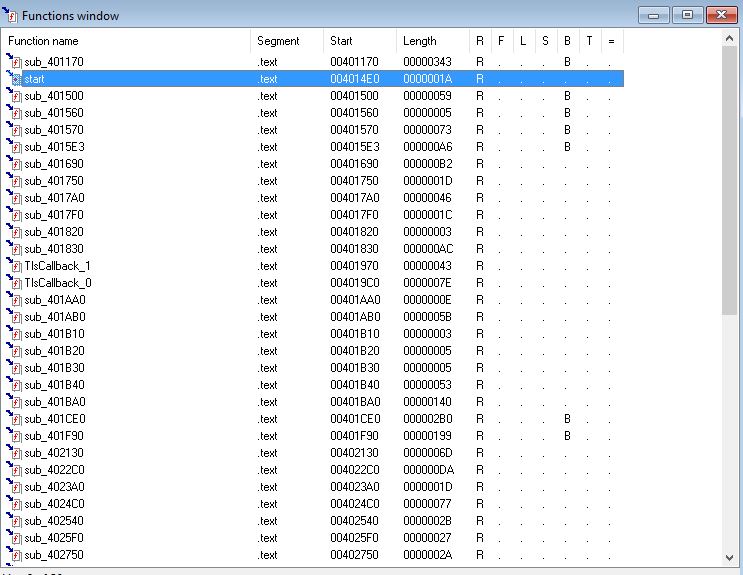 Functions window
Function name Segment Start Length R F L S B T =
sub_401170 .text 00401170 00000343 R . . . B . .
start .text 004014E0 0000001A R . . . . . .
sub_401500 .text 00401500 00000059 R . . . B . .
sub_401560 .text 00401560 00000005 R . . . B . .
sub_401570 .text 00401570 00000073 R . . . B . .
sub_4015E3 .text 004015E3 000000A6 R . . . B . .
sub_401690 .text 00401690 000000B2 R . . . . . .
sub_401750 .text 00401750 0000001D R . . . . . .
sub_4017A0 .text 004017A0 00000046 R . . . . . .
sub_4017F0 .text 004017F0 0000001C R . . . . . .
sub_401820 .text 00401820 00000003 R . . . . . .
sub_401830 .text 00401830 000000AC R . . . . . .
TlsCallback_1 .text 00401970 00000043 R . . . . . .
TlsCallback_0 .text 004019C0 0000007E R . . . . . .
sub_401AA0 .text 00401AA0 0000000E R . . . . . .
sub_401AB0 .text 00401AB0 0000005B R . . . . . .
sub_401B10 .text 00401B10 00000003 R . . . . . .
sub_401B20 .text 00401B20 00000005 R . . . . . .
sub_401B30 .text 00401B30 00000005 R . . . . . .
sub_401B40 .text 00401B40 00000053 R . . . . . .
sub_401BA0 .text 00401BA0 00000140 R . . . . . .
sub_401CE0 .text 00401CE0 000002B0 R . . . B . .
sub_401F90 .text 00401F90 00000199 R . . . B . .
sub_402130 .text 00402130 0000006D R . . . . . .
sub_4022C0 .text 004022C0 000000DA R . . . . . .
sub_4023A0 .text 004023A0 0000001D R . . . . . .
sub_4024C0 .text 004024C0 00000077 R . . . . . .
sub_402540 .text 00402540 0000002B R . . . . . .
sub_4025F0 .text 004025F0 00000027 R . . . . . .
sub_402750 .text 00402750 0000002A R . . . . . .